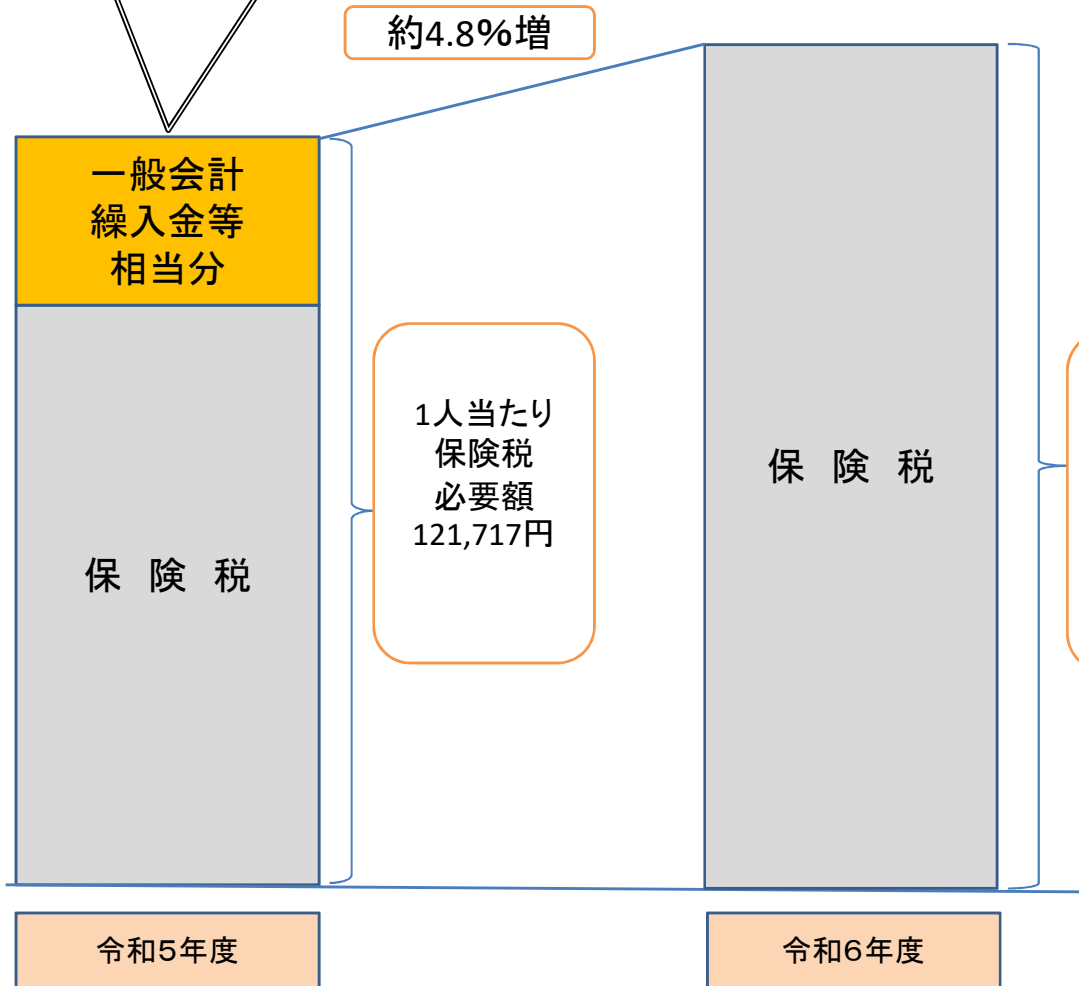 約4.8%増
一般会計
繰入金等
相当分
保　険　税
1人当たり
保険税
必要額
121,717円
保　険　税
令和5年度
令和6年度